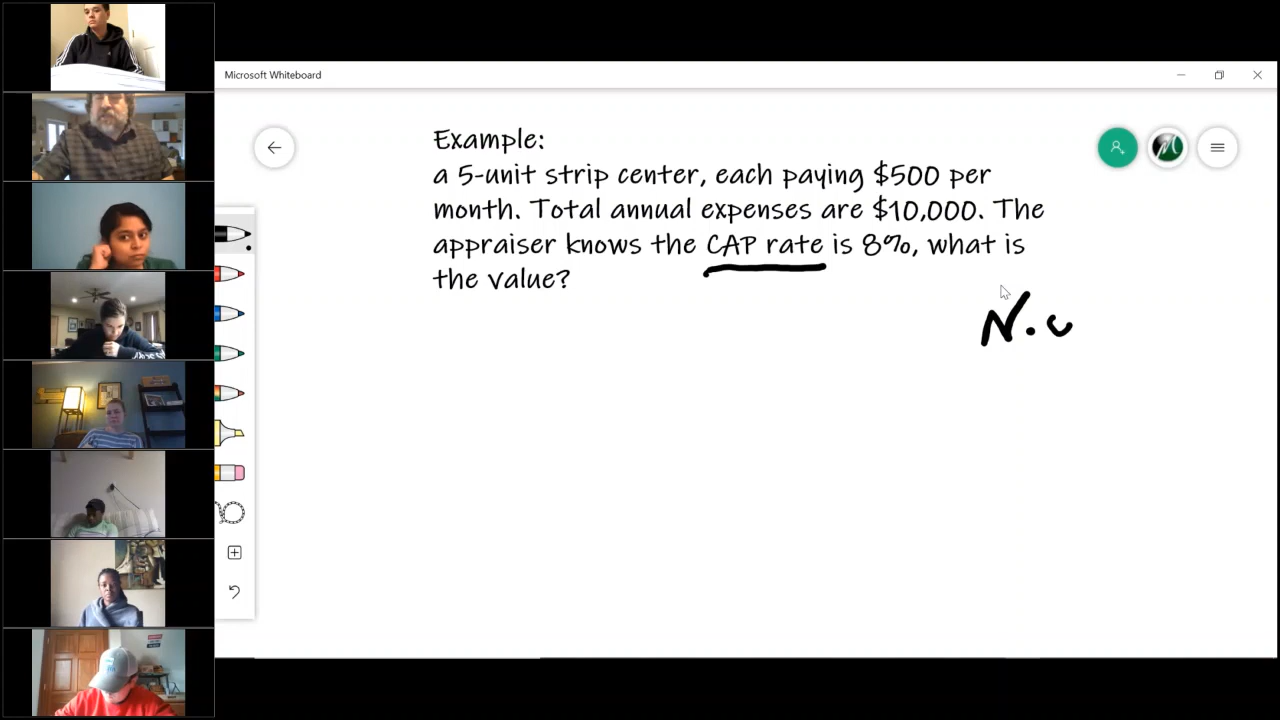 Microsoft Whiteboard
Example:
a 5-unit strip center, each paying $500 per
month. Total annual expenses are $10,000. The
appraiser knows the CAP rate is 8%, what is
the value?
N.